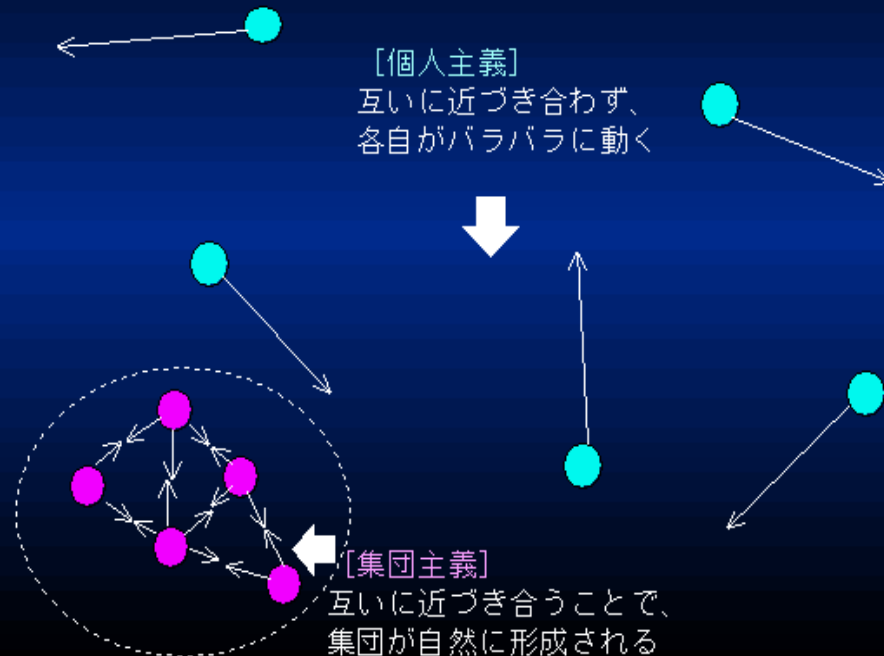 [個人主義]
互いに近づき合わず、
各自がバラバラに動く
[集団主義]
互いに近づき合うことで、
集団が自然に形成される